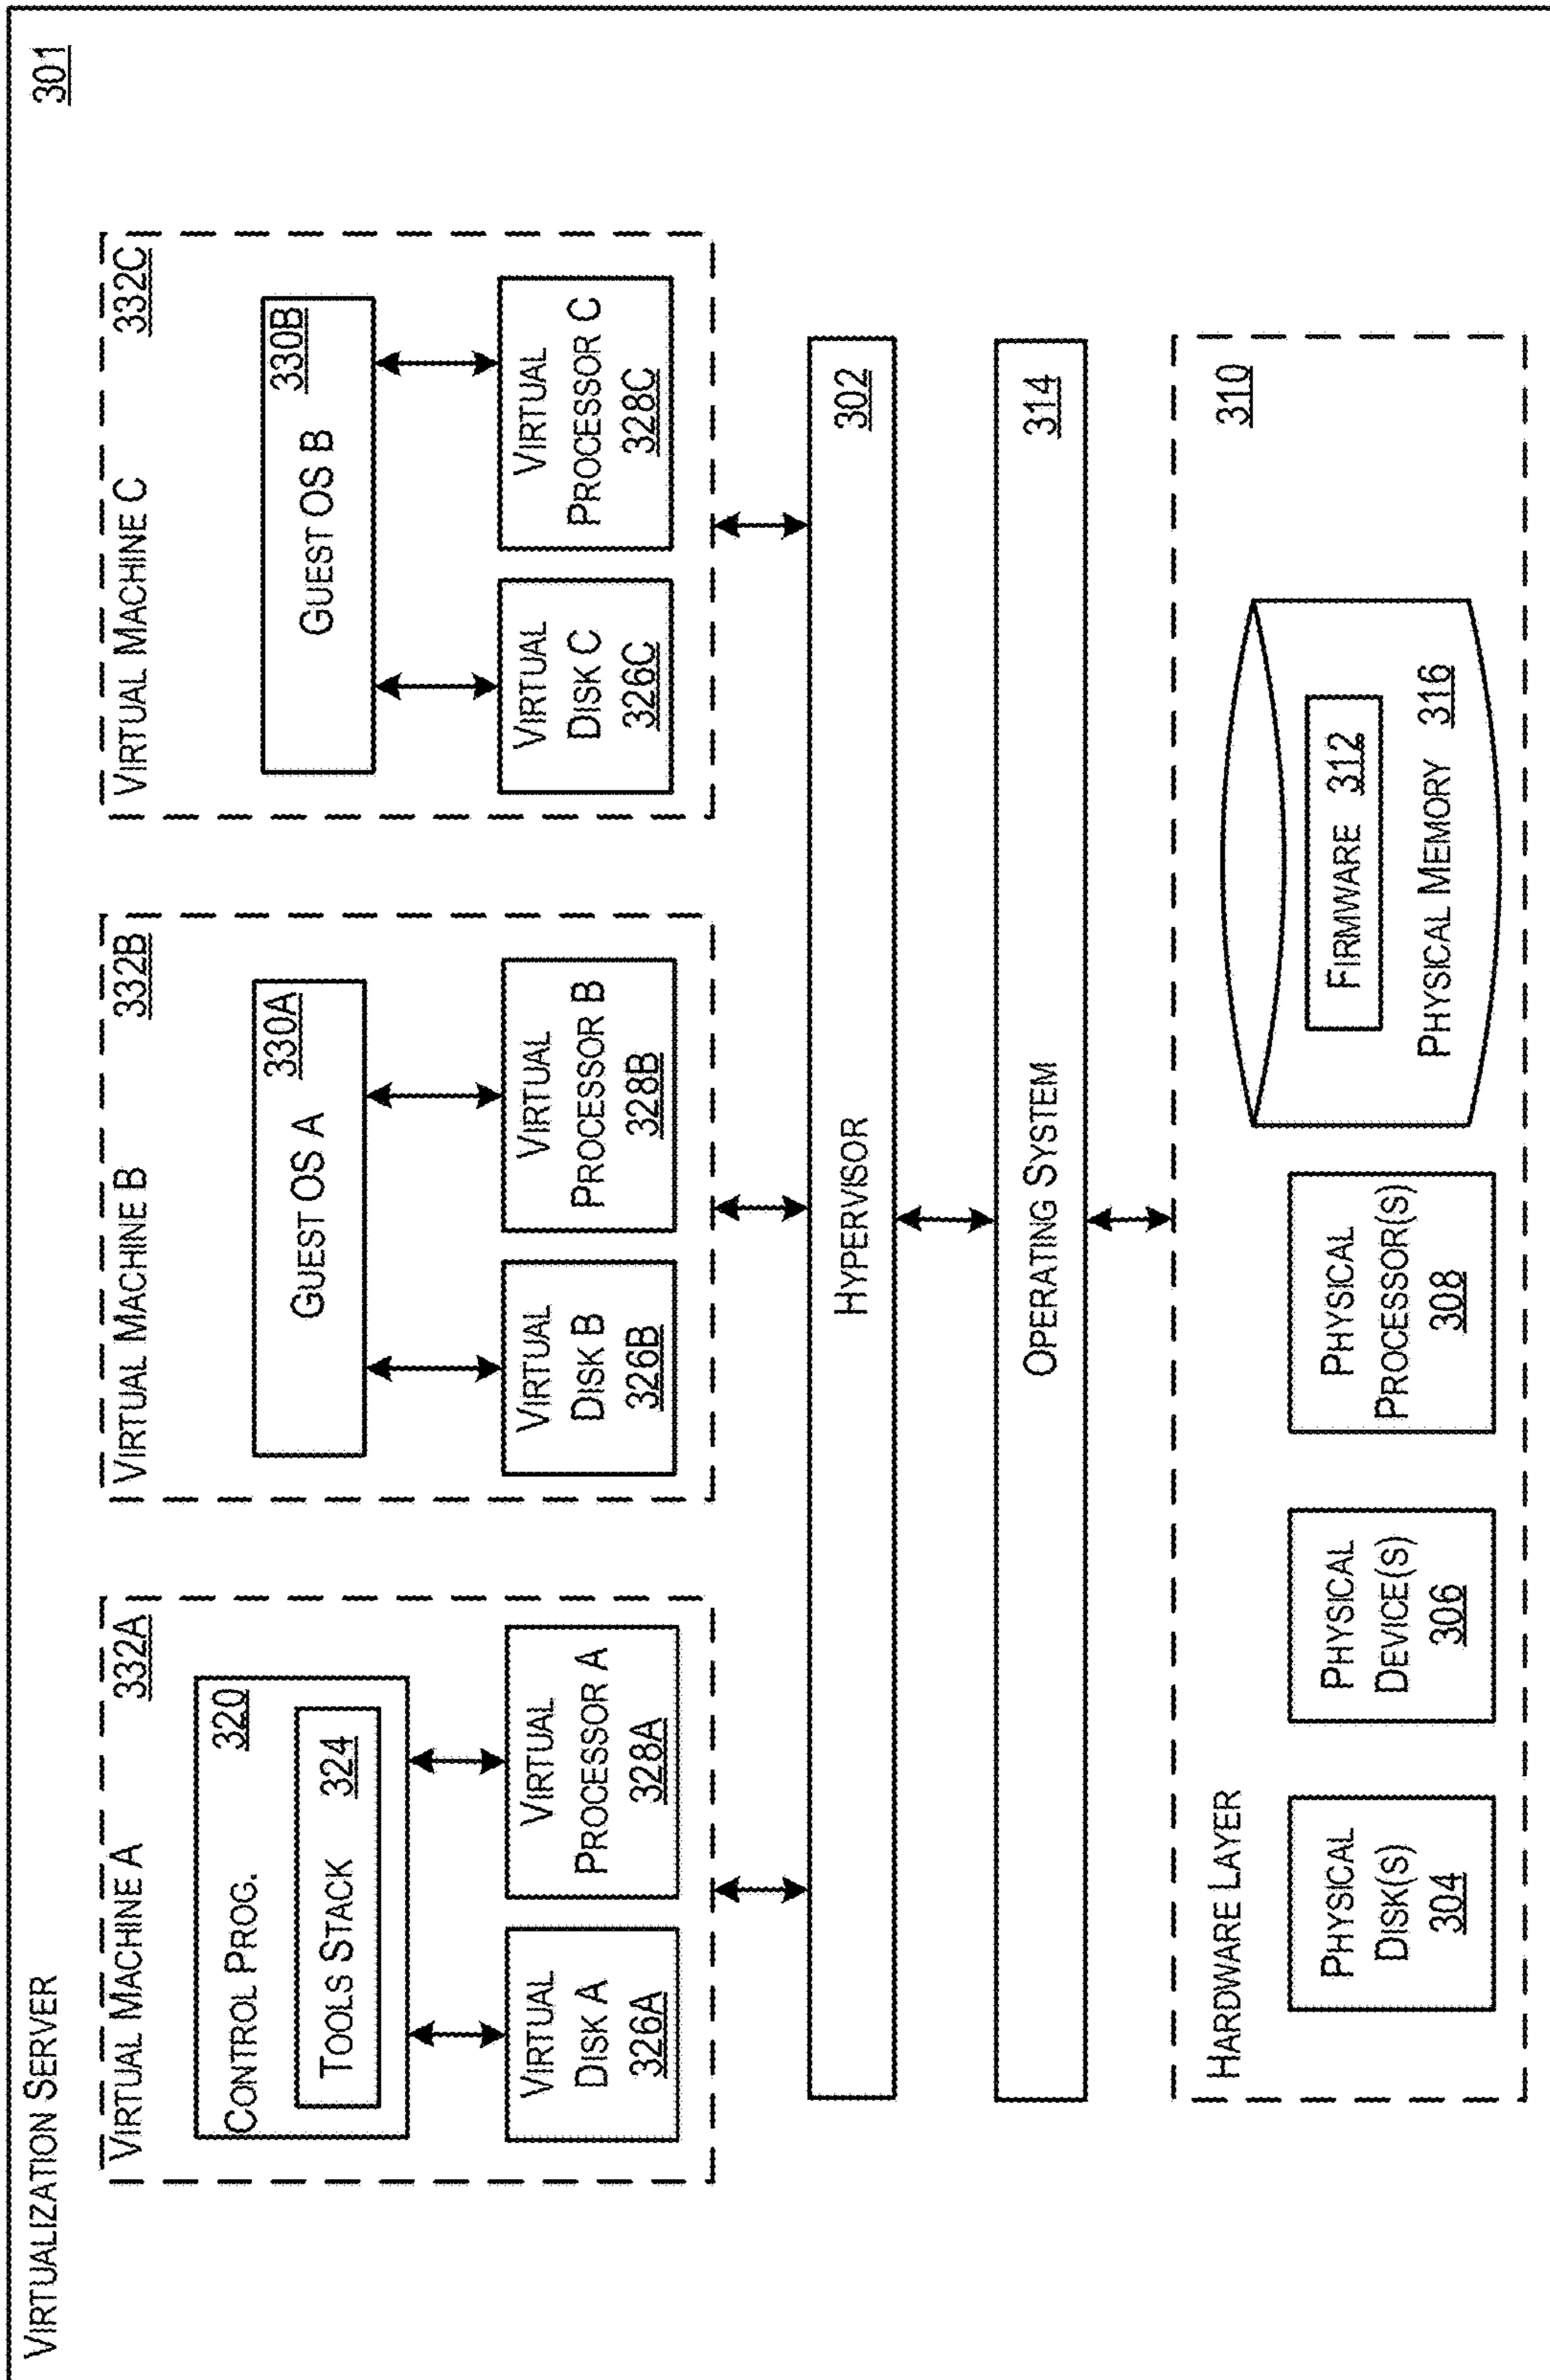 VIRTUALIZATION SERVER
301
VIRTUAL MACHINE A
332A
CONTROL PROG.
320
TOOLS STACK
324
VIRTUAL
DISK A
326A
VIRTUAL
PROCESSOR A
328A
VIRTUAL MACHINE B
332B
GUEST OS A
330A
VIRTUAL
DISK B
326B
VIRTUAL
PROCESSOR B
328B
VIRTUAL MACHINE C
332C
GUEST OS B
330B
VIRTUAL
DISK C
326C
VIRTUAL
PROCESSOR C
328C
HYPERVISOR
302
OPERATING SYSTEM
314
HARDWARE LAYER
310
PHYSICAL
DISK(S)
304
PHYSICAL
DEVICE(S)
306
PHYSICAL
PROCESSOR(S)
308
FIRMWARE 312
PHYSICAL MEMORY 316